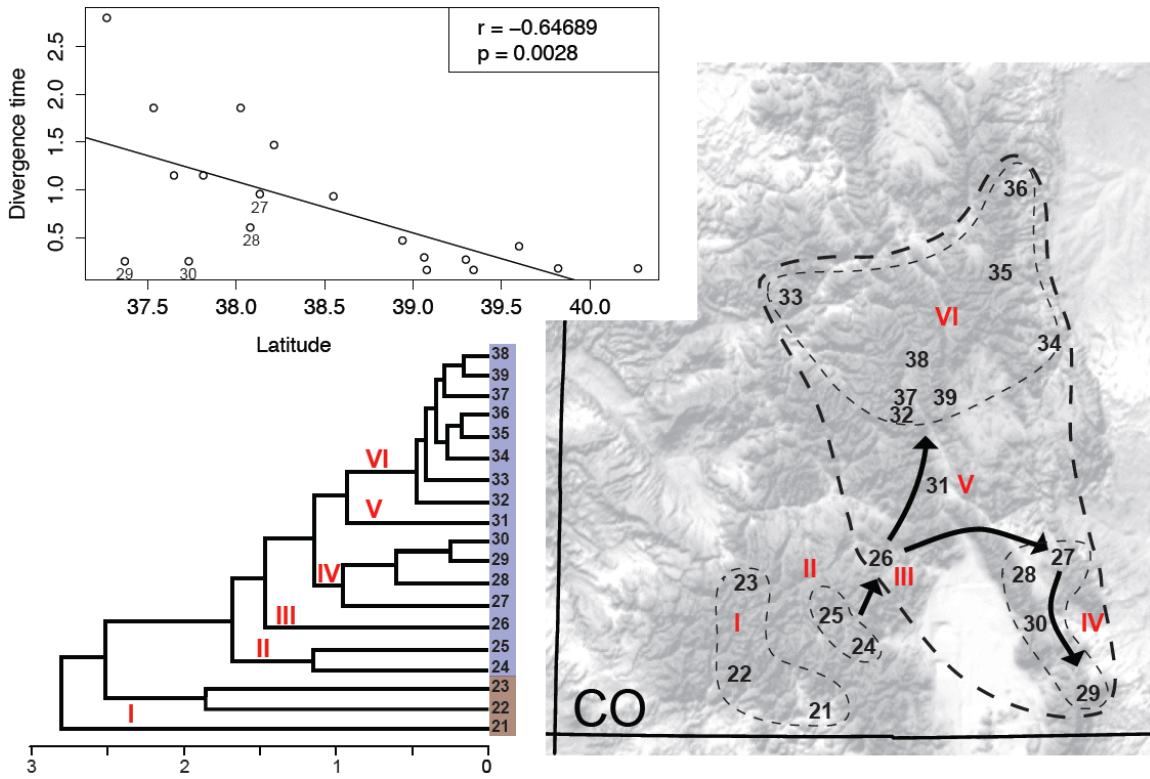 r = −0.64689
p = 0.0028
Divergence time
2.5
2.0
1.5
1.0
0.5
27
28
29
30
37.5 38.0 38.5 39.0 39.5 40.0
Latitude
38
39
37
36
35
34
VI
33
32
V
31
30
29
IV
28
27
III
26
II
25
24
23
22
I
21
3 2 1 0
36
35
33
VI
34
38
37 39
32
31 V
26 27
II III 28
23
25 30 IV
I
24
22
29
21
CO